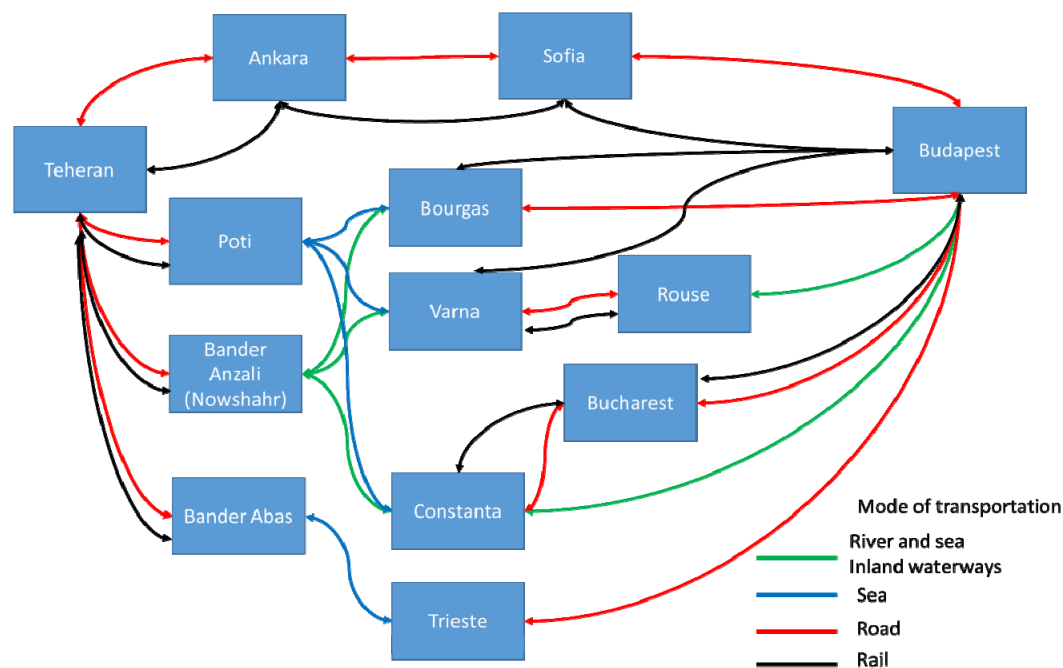 Ankara
Sofia
Teheran
Budapest
Bourgas
Poti
Varna
Rouse
Bander
Anzali
(Nowshahr)
Bucharest
Bander Abas
Constanta
Trieste
Mode of transportation
River and sea
Inland waterways
Sea
Road
Rail